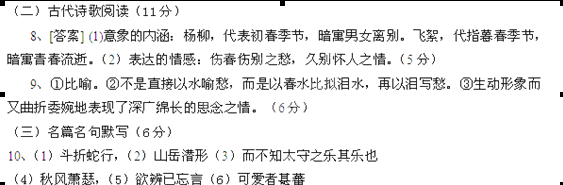 （二）古代诗歌阅读（11分）
8、[答案] (1)意象的内涵：杨柳，代表初春季节，暗寓男女离别。飞絮，代指暮春季节，
暗寓青春流逝。（2）表达的情感：伤春伤别之愁，久别怀人之情。（5分）
9、①比喻。②不是直接以水喻愁，而是以春水比拟泪水，再以泪写愁。③生动形象而
又曲折委婉地表现了深广绵长的思念之情。（6分）
（三）名篇名句默写（6分）
10、（1）斗折蛇行，（2）山岳潜形（3）而不知太守之乐其乐也
（4）秋风萧瑟，（5）欲辨已忘言（6）可爱者甚蕃